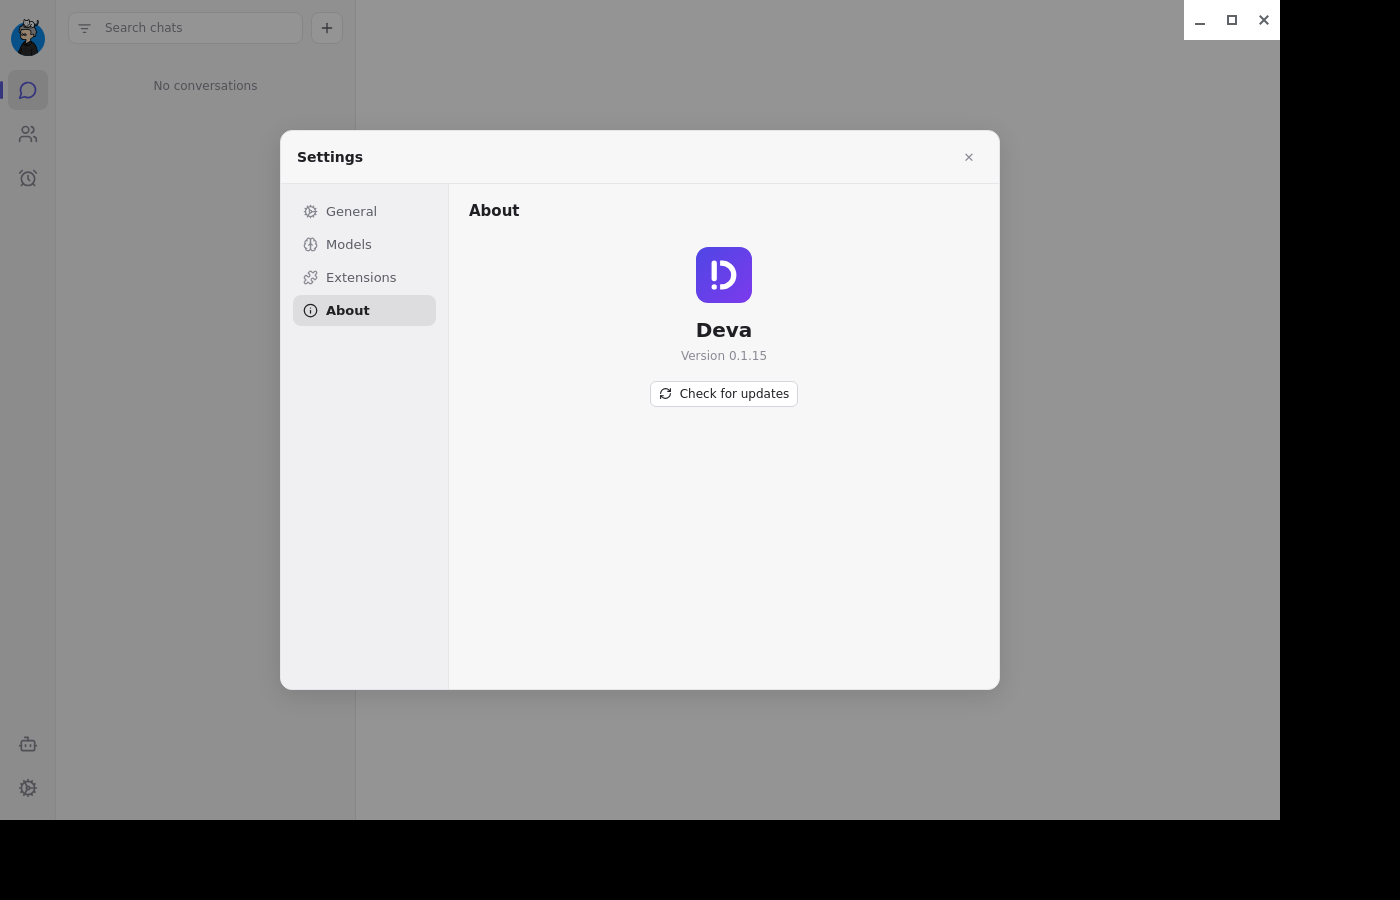 Search chats
No conversations
Settings
General
Models
Extensions
About
About
Deva
Version 0.1.15
Check for updates